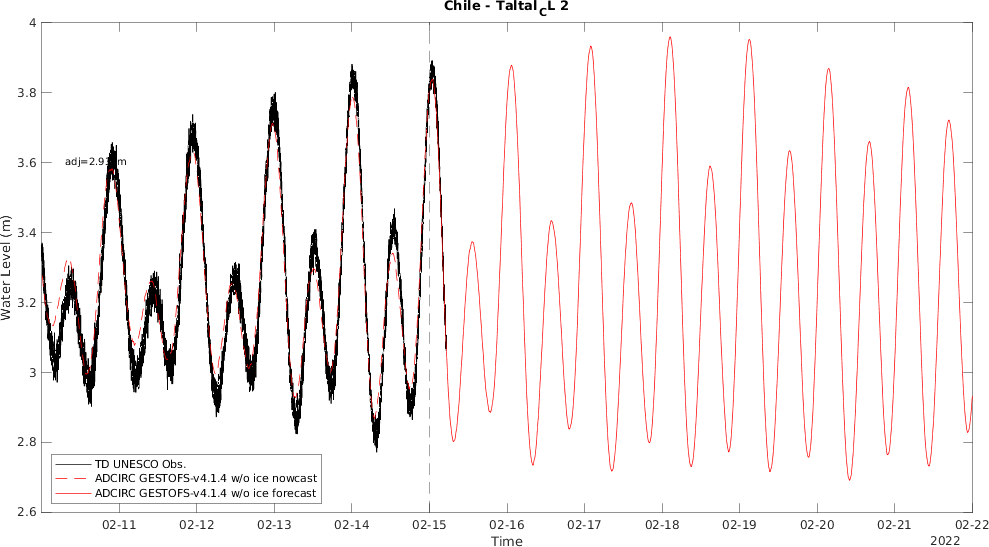 Chile - Taltal_CL 2
Water Level (m)
4
3.8
3.6
3.4
3.2
3
2.8
2.6
TD UNESCO Obs.
ADCIRC GESTOFS-v4.1.4 w/o ice nowcast
ADCIRC GESTOFS-v4.1.4 w/o ice forecast
02-11 02-12 02-13 02-14 02-15 02-16 02-17 02-18 02-19 02-20 02-21 02-22
Time
2022